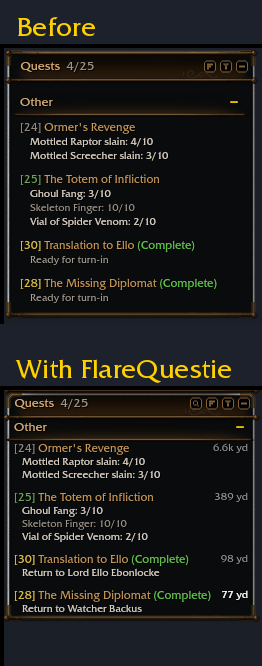 Before
Quests 4/25
Other
[24] Ormer's Revenge
Mottled Raptor slain: 4/10
Mottled Screecher slain: 3/10
[25] The Totem of Infliction
Ghoul Fang: 3/10
Skeleton Finger: 10/10
Vial of Spider Venom: 2/10
[30] Translation to Ello (Complete)
Ready for turn-in
[28] The Missing Diplomat (Complete)
Ready for turn-in
With FlareQuestie
Quests 4/25
Other
[24] Ormer's Revenge 6.6k yd
Mottled Raptor slain: 4/10
Mottled Screecher slain: 3/10
[25] The Totem of Infliction 389 yd
Ghoul Fang: 3/10
Skeleton Finger: 10/10
Vial of Spider Venom: 2/10
[30] Translation to Ello (Complete) 98 yd
Return to Lord Ello Ebonlocke
[28] The Missing Diplomat (Complete) 77 yd
Return to Watcher Backus